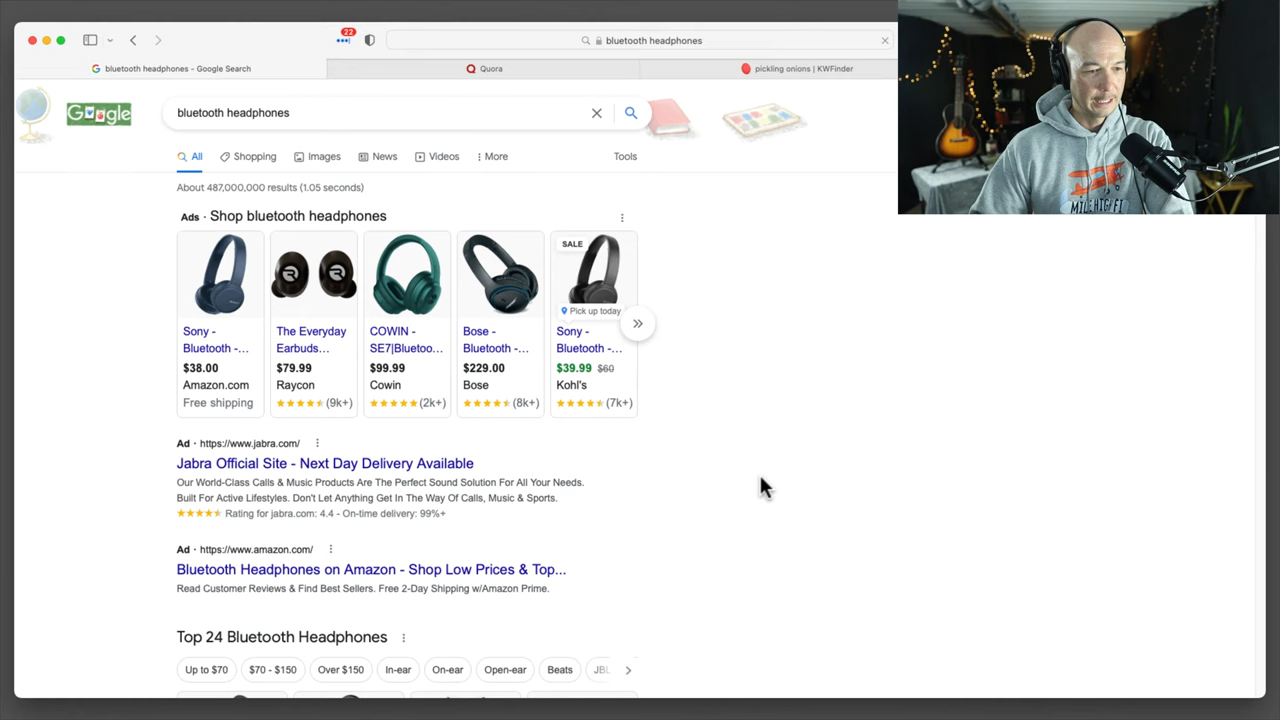 22
bluetooth headphones
bluetooth headphones - Google Search
Quora
pickling onions | KWFinder
Google
bluetooth headphones
All
Shopping
Images
News
Videos
More
Tools
About 487,000,000 results (1.05 seconds)
Ads · Shop bluetooth headphones
SALE
Pick up today
Sony -
Bluetooth -...
$38.00
Amazon.com
Free shipping
The Everyday
Earbuds...
$79.99
Raycon
(9k+)
COWIN -
SE7|Bluetoo...
$99.99
Cowin
(2k+)
Bose -
Bluetooth -...
$229.00
Bose
(8k+)
Sony -
Bluetooth -...
$39.99 $60
Kohl's
(7k+)
Ad · https://www.jabra.com/
Jabra Official Site - Next Day Delivery Available
Our World-Class Calls & Music Products Are The Perfect Sound Solution For All Your Needs.
Built For Active Lifestyles. Don't Let Anything Get In The Way Of Calls, Music & Sports.
Rating for jabra.com: 4.4 - On-time delivery: 99%+
Ad · https://www.amazon.com/
Bluetooth Headphones on Amazon - Shop Low Prices & Top...
Read Customer Reviews & Find Best Sellers. Free 2-Day Shipping w/Amazon Prime.
Top 24 Bluetooth Headphones
Up to $70
$70 - $150
Over $150
In-ear
On-ear
Open-ear
Beats
JBL
MILE HIGH FI